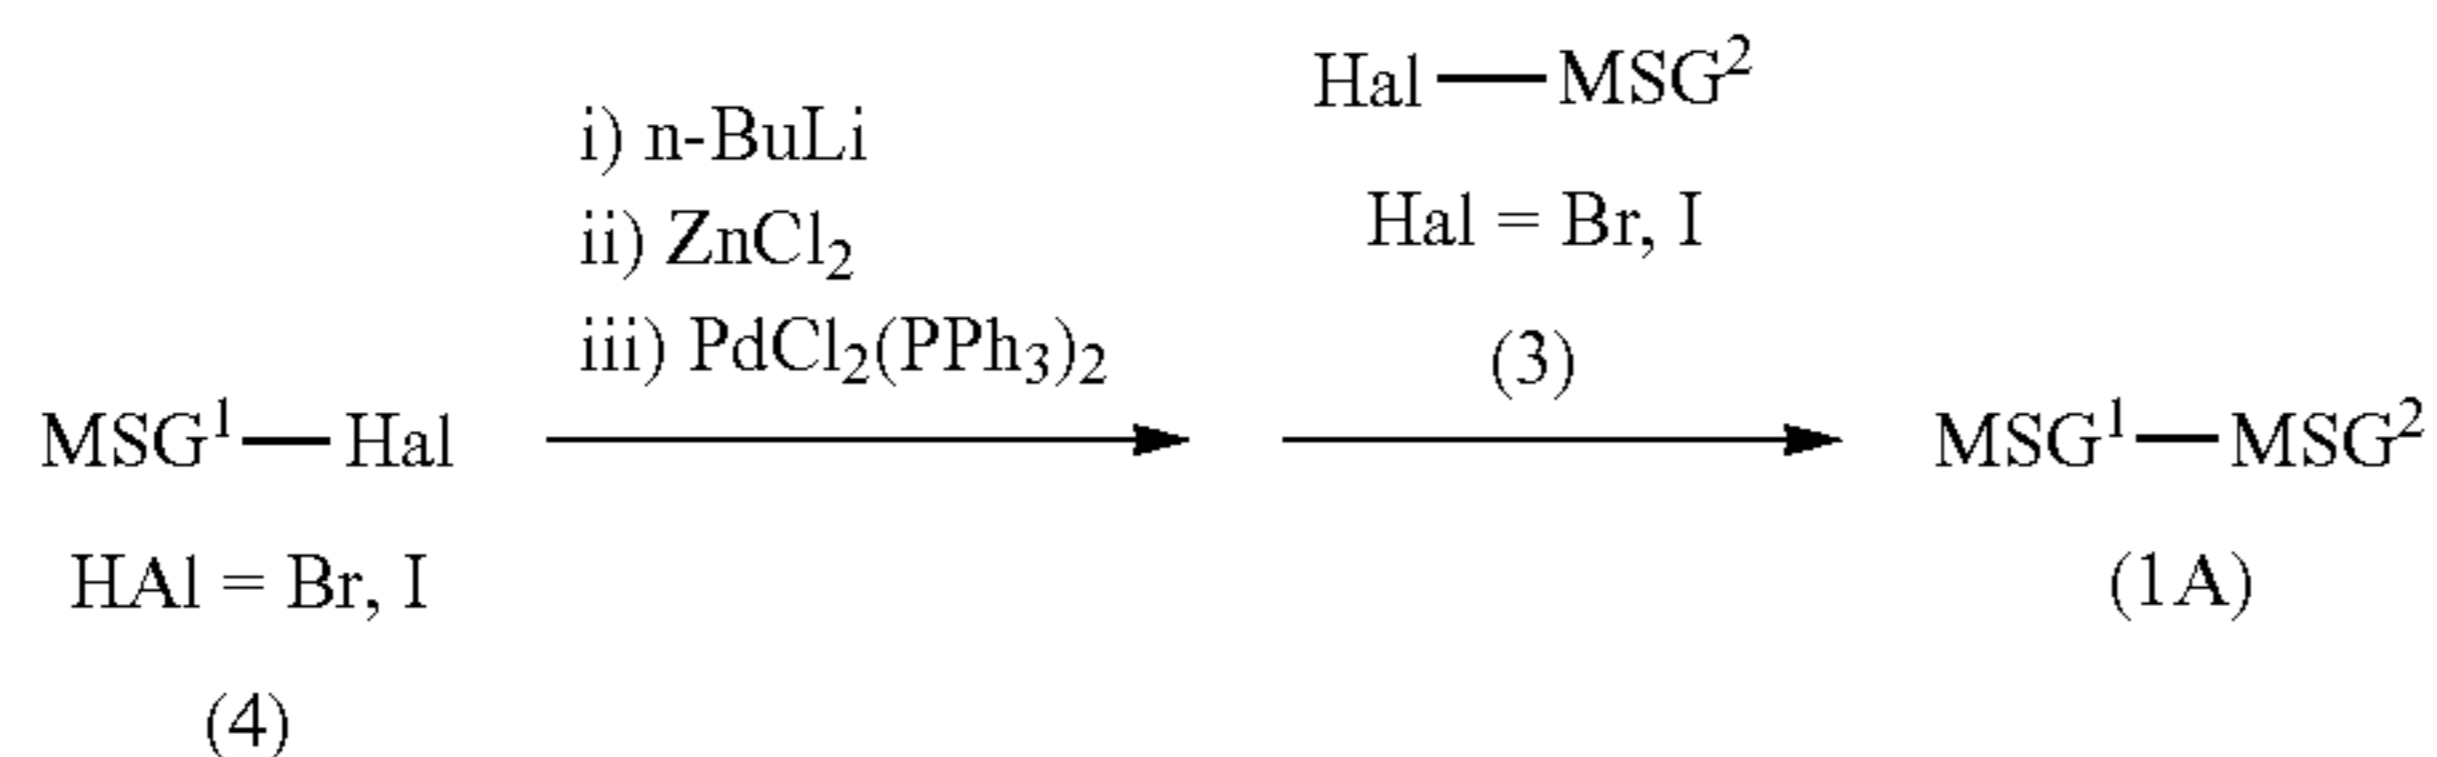 i) n-BuLi
ii) ZnCl₂
iii) PdCl₂(PPh₃)₂
Hal—MSG²
Hal = Br, I
(3)
MSG¹—Hal
HAl = Br, I
(4)
MSG¹—MSG²
(1A)